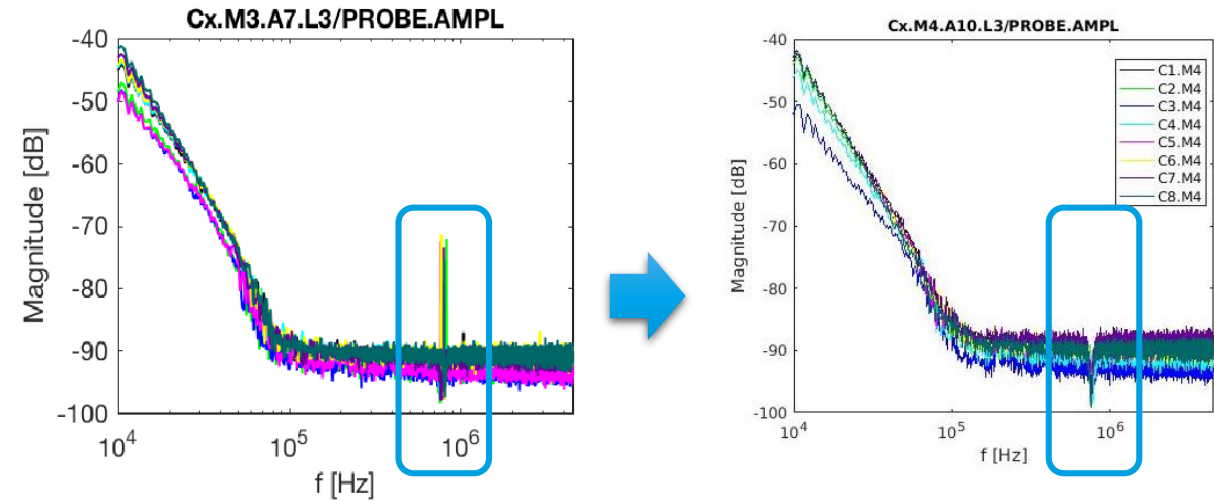 Cx.M3.A7.L3/PROBE.AMPL
Magnitude [dB]
-40
-50
-60
-70
-80
-90
-100
10^4
10^5
10^6
f [Hz]
Cx.M4.A10.L3/PROBE.AMPL
Magnitude [dB]
-40
-50
-60
-70
-80
-90
-100
10^4
10^5
10^6
f [Hz]
C1.M4
C2.M4
C3.M4
C4.M4
C5.M4
C6.M4
C7.M4
C8.M4